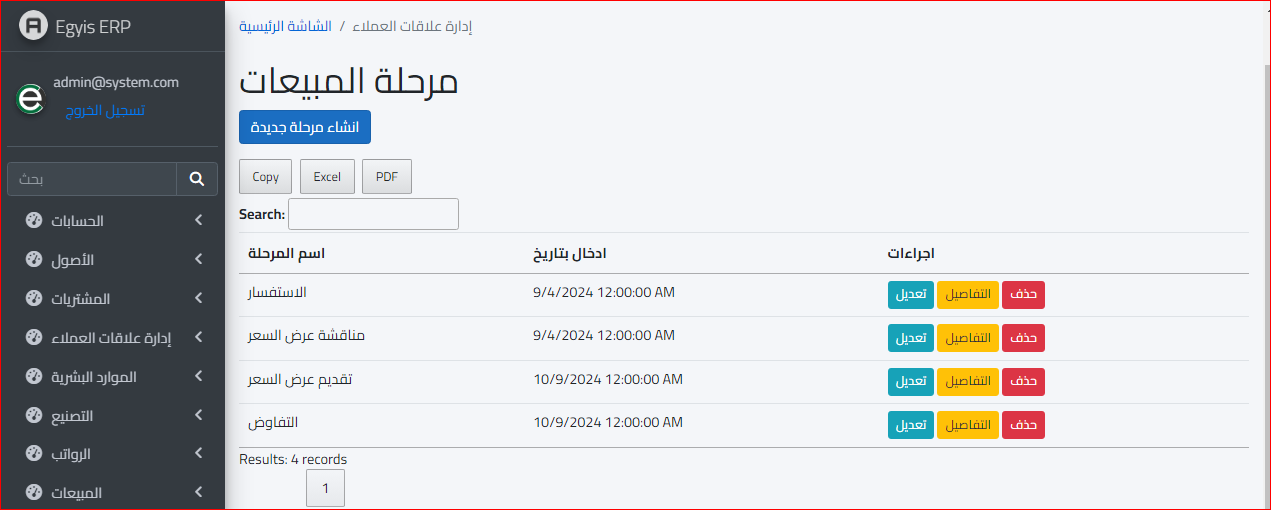 Egyis ERP
admin@system.com
تسجيل الخروج
بحث
الحسابات
الأصول
المشتريات
إدارة علاقات العملاء
الموارد البشرية
التصنيع
الرواتب
المبيعات
الشاشة الرئيسية / إدارة علاقات العملاء
مرحلة المبيعات
انشاء مرحلة جديدة
Copy Excel PDF
Search:
اسم المرحلة ادخال بتاريخ اجراءات
الاستفسار 9/4/2024 12:00:00 AM تعديل التفاصيل حذف
مناقشة عرض السعر 9/4/2024 12:00:00 AM تعديل التفاصيل حذف
تقديم عرض السعر 10/9/2024 12:00:00 AM تعديل التفاصيل حذف
التفاوض 10/9/2024 12:00:00 AM تعديل التفاصيل حذف
Results: 4 records
1